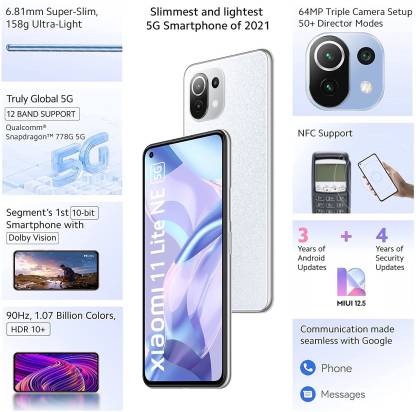 6.81mm Super-Slim,
158g Ultra-Light
Truly Global 5G
12 BAND SUPPORT
Qualcomm®
Snapdragon™ 778G 5G
5G
Segment's 1st 10-bit
Smartphone with
Dolby Vision
90Hz, 1.07 Billion Colors,
HDR 10+
Slimmest and lightest
5G Smartphone of 2021
Xiaomi 11 Lite NE 5G
64MP Triple Camera Setup
50+ Director Modes
NFC Support
3 + 4
Years of Android Updates
Years of Security Updates
MIUI 12.5
Communication made
seamless with Google
Phone
Messages